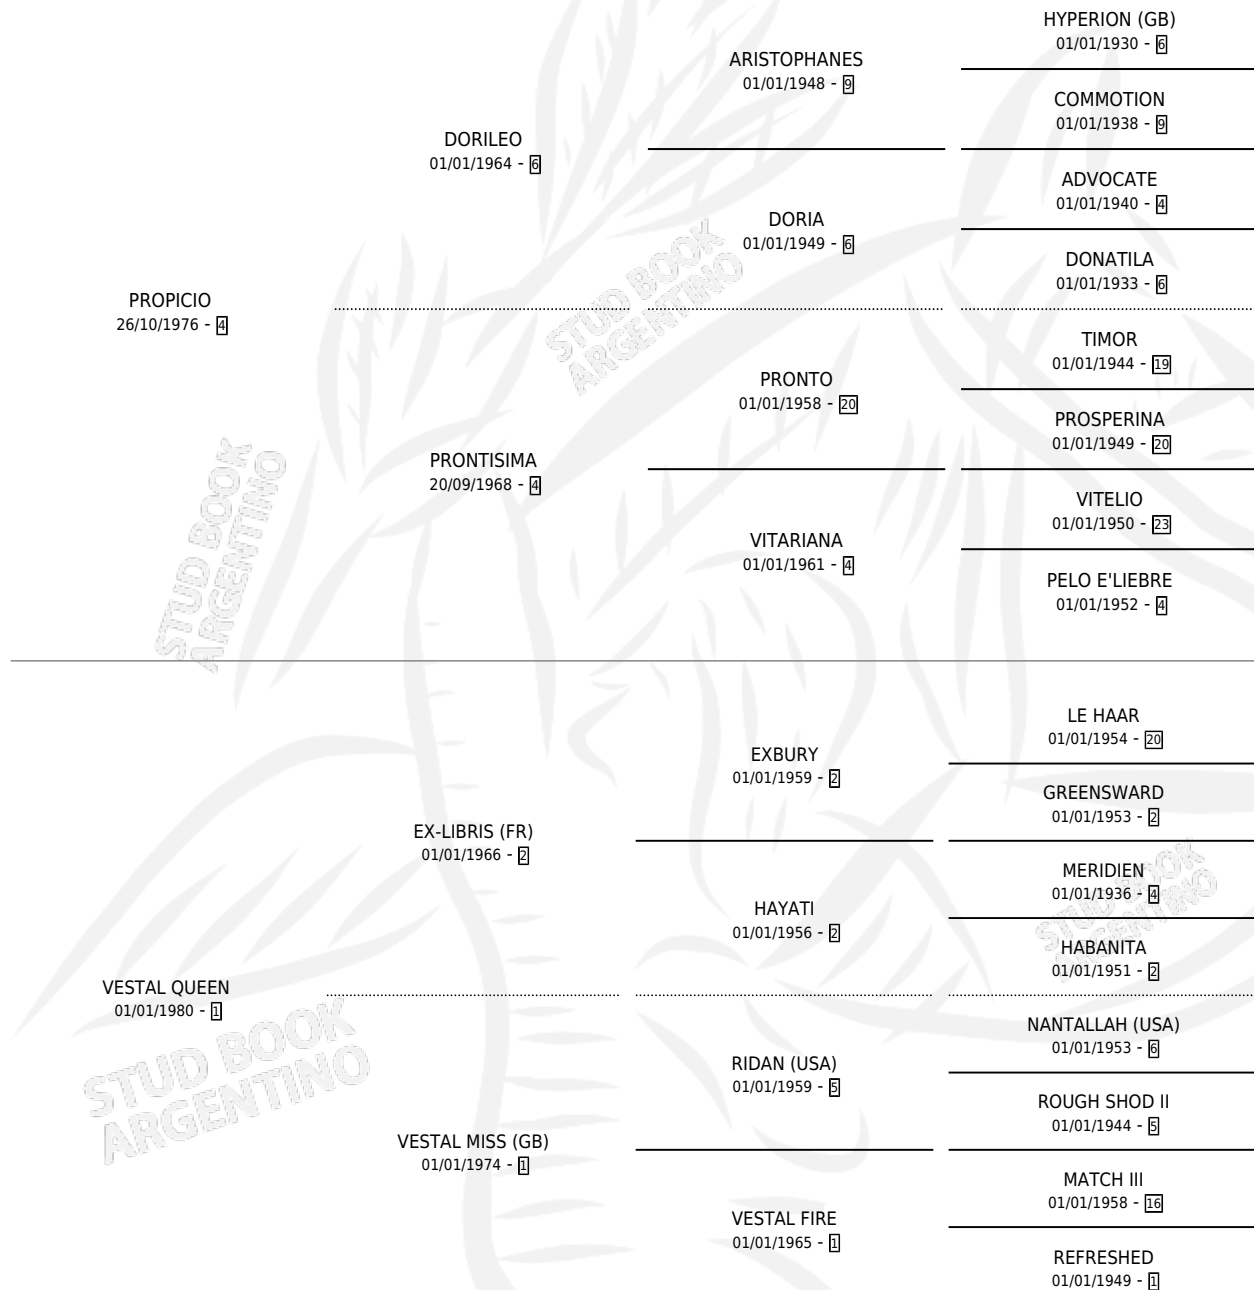 HYPERION (GB)
01/01/1930 - 6
ARISTOPHANES
01/01/1948 - 9
COMMOTION
01/01/1938 - 9
DORILEO
01/01/1964 - 6
ADVOCATE
01/01/1940 - 4
DORIA
01/01/1949 - 6
DONATILA
01/01/1933 - 6
PROPICIO
26/10/1976 - 4
TIMOR
01/01/1944 - 19
PRONTO
01/01/1958 - 20
PROSPERINA
01/01/1949 - 20
PRONTISIMA
20/09/1968 - 4
VITELIO
01/01/1950 - 23
VITARIANA
01/01/1961 - 4
PELO E'LIEBRE
01/01/1952 - 4
LE HAAR
01/01/1954 - 20
EXBURY
01/01/1959 - 2
GREENSWARD
01/01/1953 - 2
EX-LIBRIS (FR)
01/01/1966 - 2
MERIDIEN
01/01/1936 - 4
HAYATI
01/01/1956 - 2
HABANITA
01/01/1951 - 2
VESTAL QUEEN
01/01/1980 - 1
NANTALLAH (USA)
01/01/1953 - 6
RIDAN (USA)
01/01/1959 - 5
ROUGH SHOD II
01/01/1944 - 5
VESTAL MISS (GB)
01/01/1974 - 1
MATCH III
01/01/1958 - 16
VESTAL FIRE
01/01/1965 - 1
REFRESHED
01/01/1949 - 1
STUD BOOK
ARGENTINO
STUD BOOK
ARGENTINO
STUD BOOK
ARGENTINO
STUD BOOK
ARGENTINO